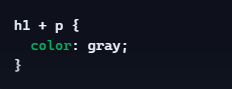 h1 + p {
  color: gray;
}